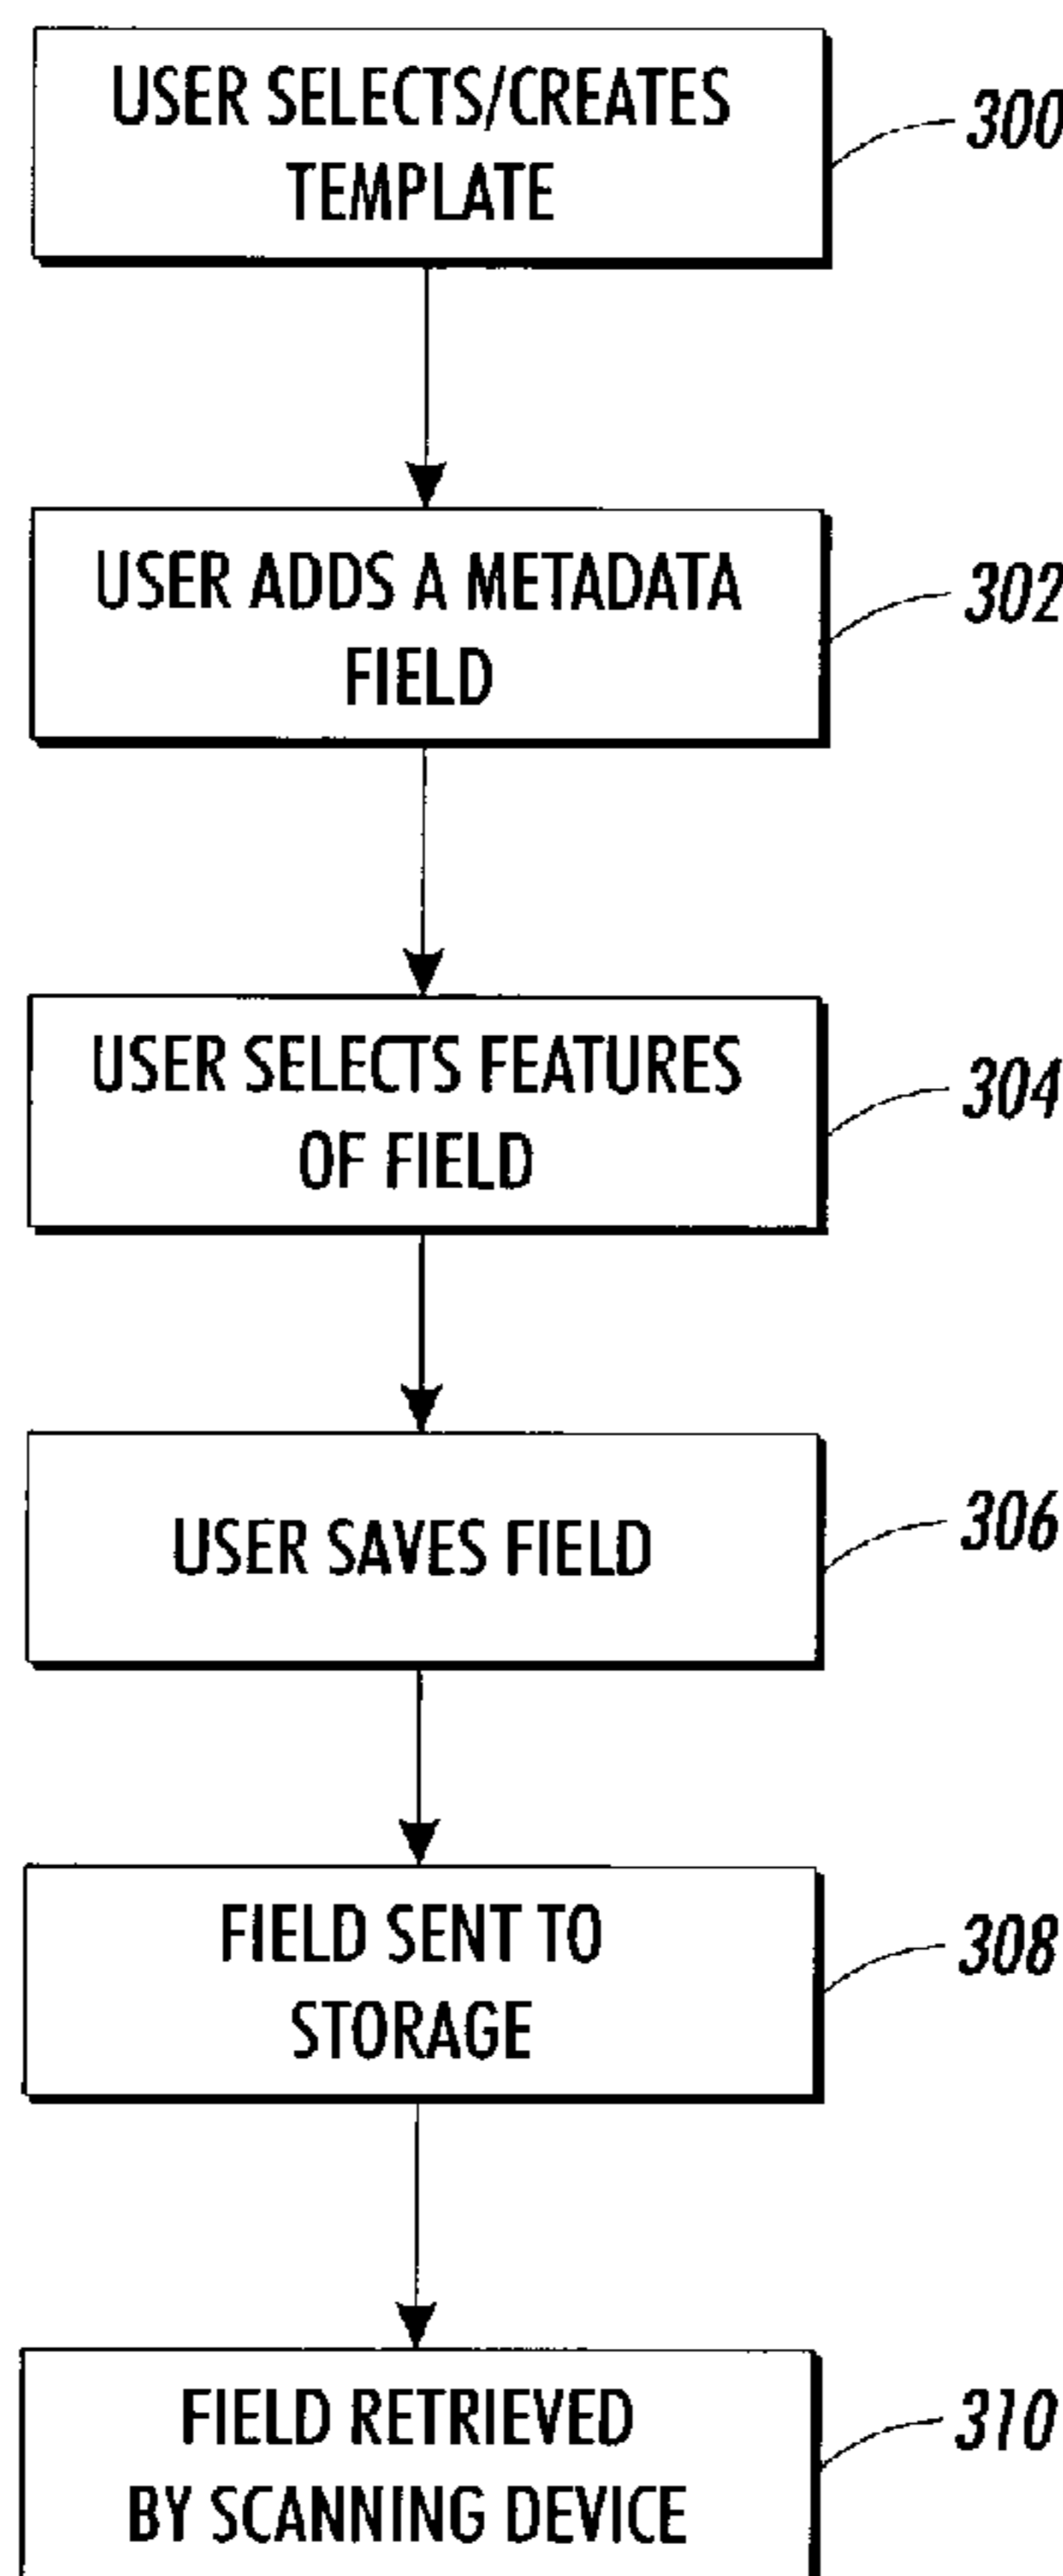 USER SELECTS/CREATES
TEMPLATE
300
USER ADDS A METADATA
FIELD
302
USER SELECTS FEATURES
OF FIELD
304
USER SAVES FIELD
306
FIELD SENT TO
STORAGE
308
FIELD RETRIEVED
BY SCANNING DEVICE
310